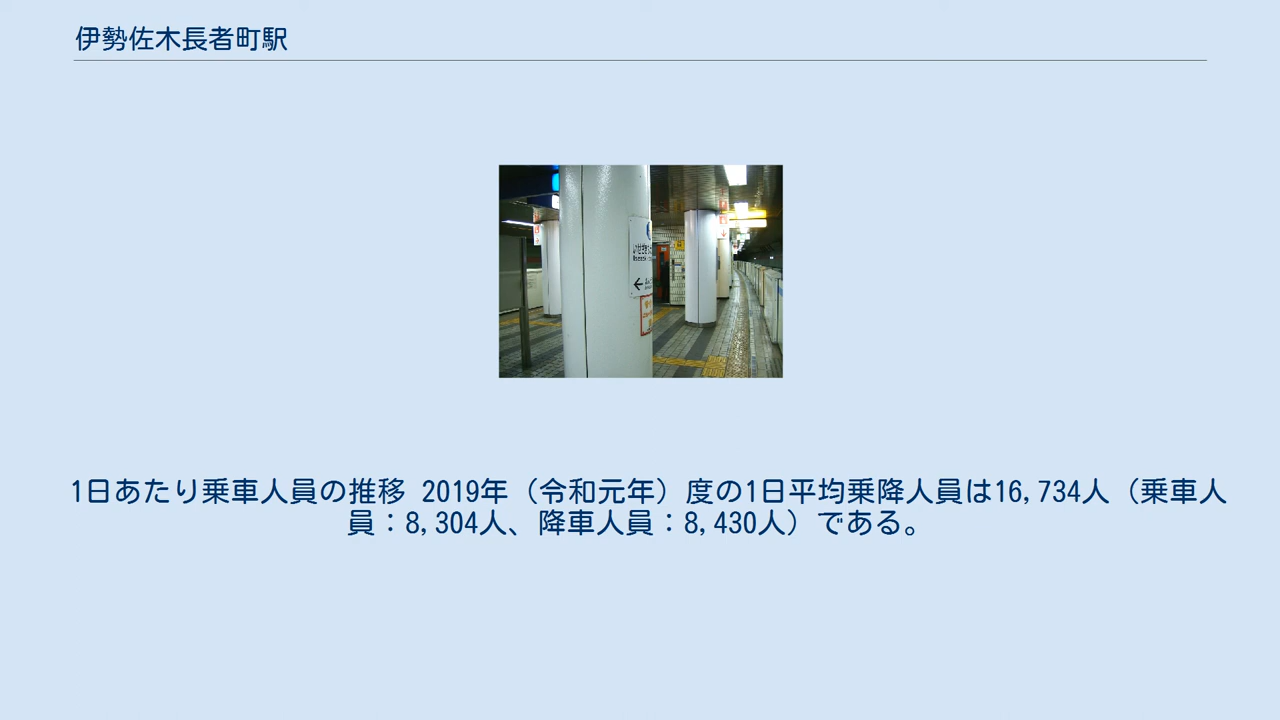 伊勢佐木長者町駅
1日あたり乗車人員の推移 2019年（令和元年）度の1日平均乗降人員は16,734人（乗車人
員：8,304人、降車人員：8,430人）である。